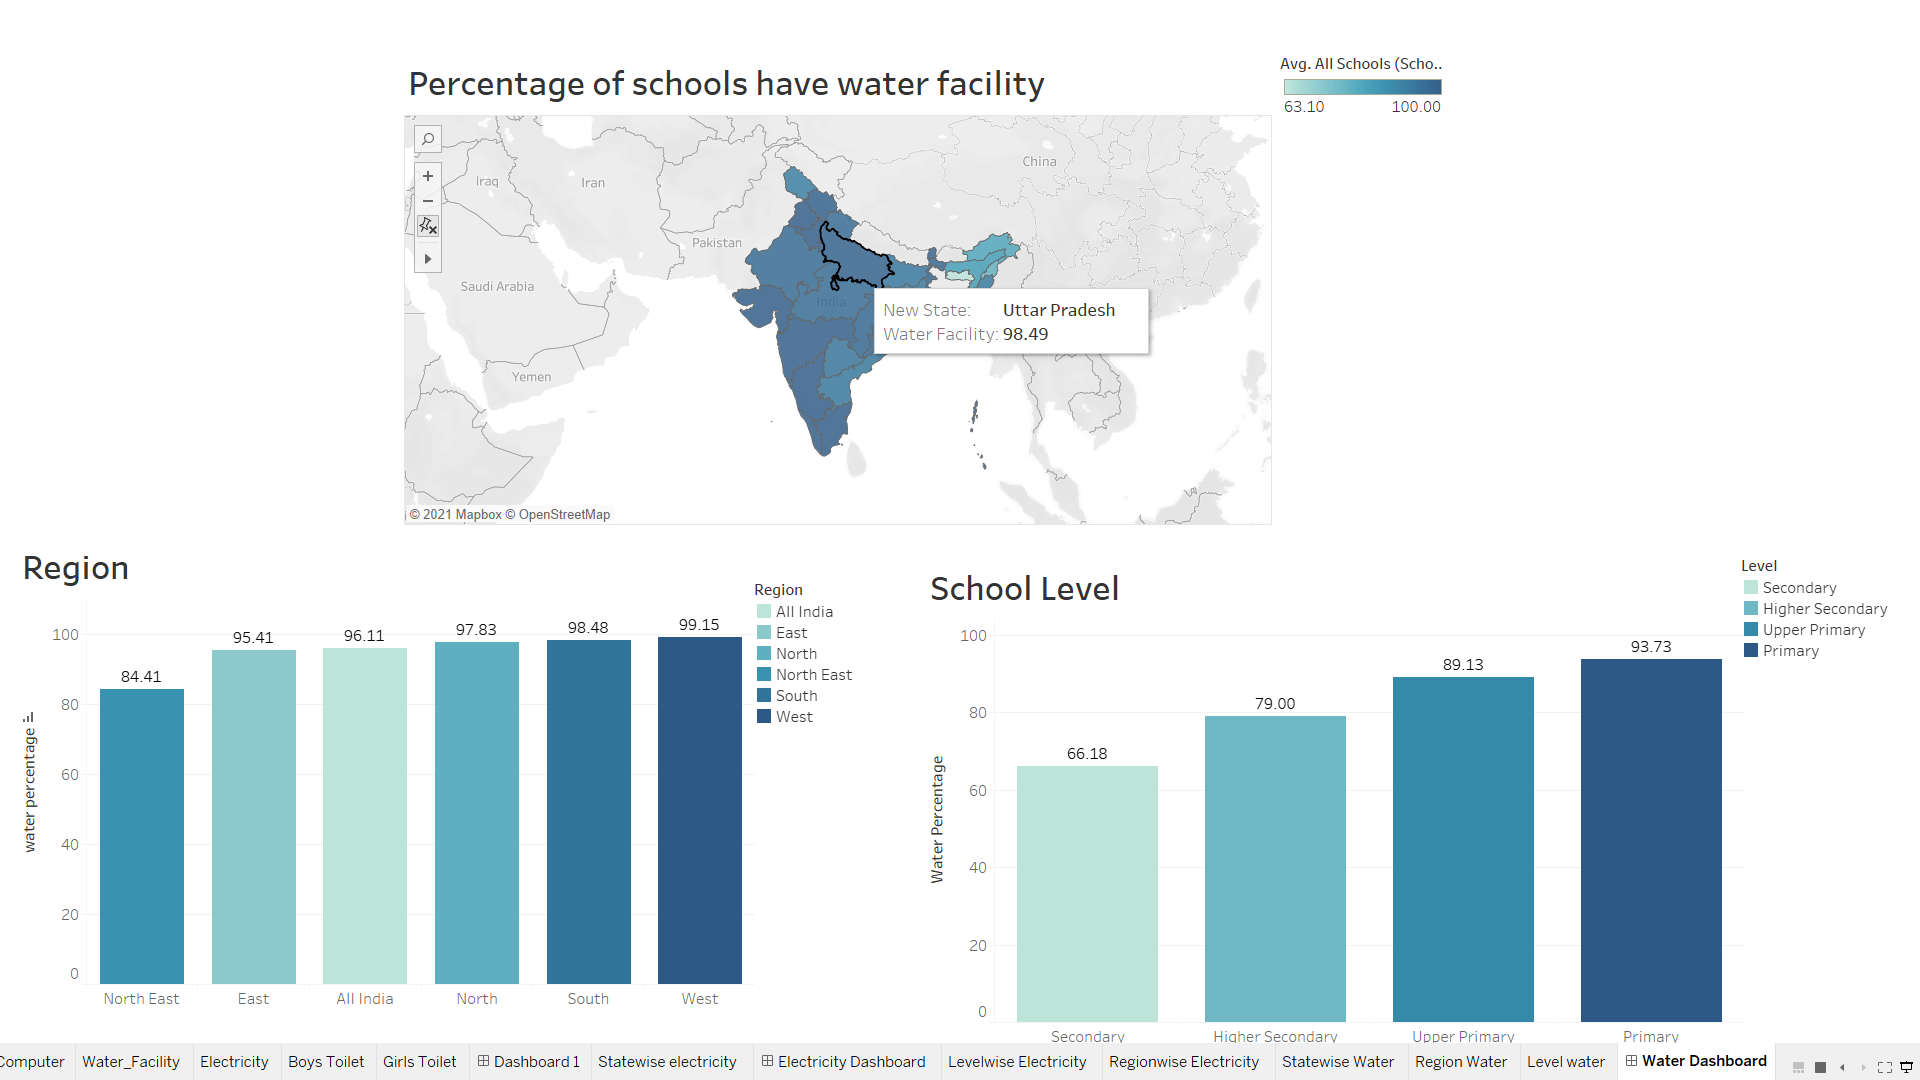 Percentage of schools have water facility
Avg. All Schools (Scho..
63.10 100.00
China
Iraq
Iran
Pakistan
Saudi Arabia
India
New State: Uttar Pradesh
Water Facility: 98.49
Yemen
© 2021 Mapbox © OpenStreetMap
Region
water percentage
100
80
60
40
20
0
84.41
95.41
96.11
97.83
98.48
99.15
North East
East
All India
North
South
West
Region
All India
East
North
North East
South
West
School Level
Water Percentage
100
80
60
40
20
0
66.18
79.00
89.13
93.73
Secondary
Higher Secondary
Upper Primary
Primary
Level
Secondary
Higher Secondary
Upper Primary
Primary
Computer Water_Facility Electricity Boys Toilet Girls Toilet Dashboard 1 Statewise electricity Electricity Dashboard Levelwise Electricity Regionwise Electricity Statewise Water Region Water Level water Water Dashboard